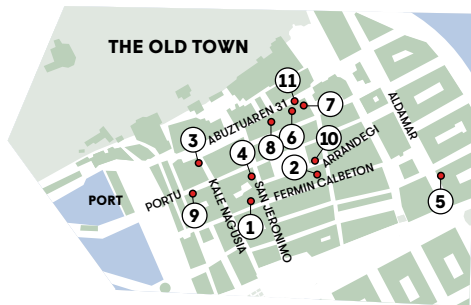 THE OLD TOWN
11
ABUZTUAREN 31
7
ALDAMAR
3
8
6
10
4
2
ARRANDEGI
PORT
PORTU
KALE NAGUSIA
SAN JERONIMO
FERMIN CALBETON
9
1
5